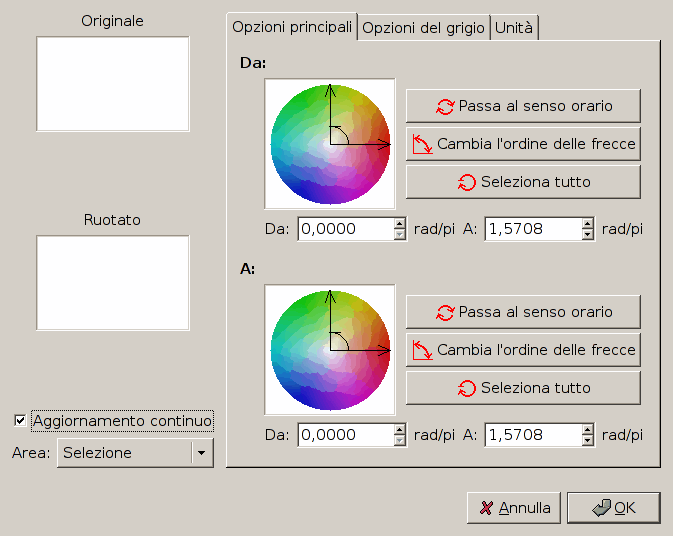 Originale
Ruotato
Aggiornamento continuo
Area: Selezione
Opzioni principali Opzioni del grigio Unità
Da:
Passa al senso orario
Cambia l'ordine delle frecce
Seleziona tutto
Da: 0,0000 rad/pi A: 1,5708 rad/pi
A:
Passa al senso orario
Cambia l'ordine delle frecce
Seleziona tutto
Da: 0,0000 rad/pi A: 1,5708 rad/pi
Annulla OK